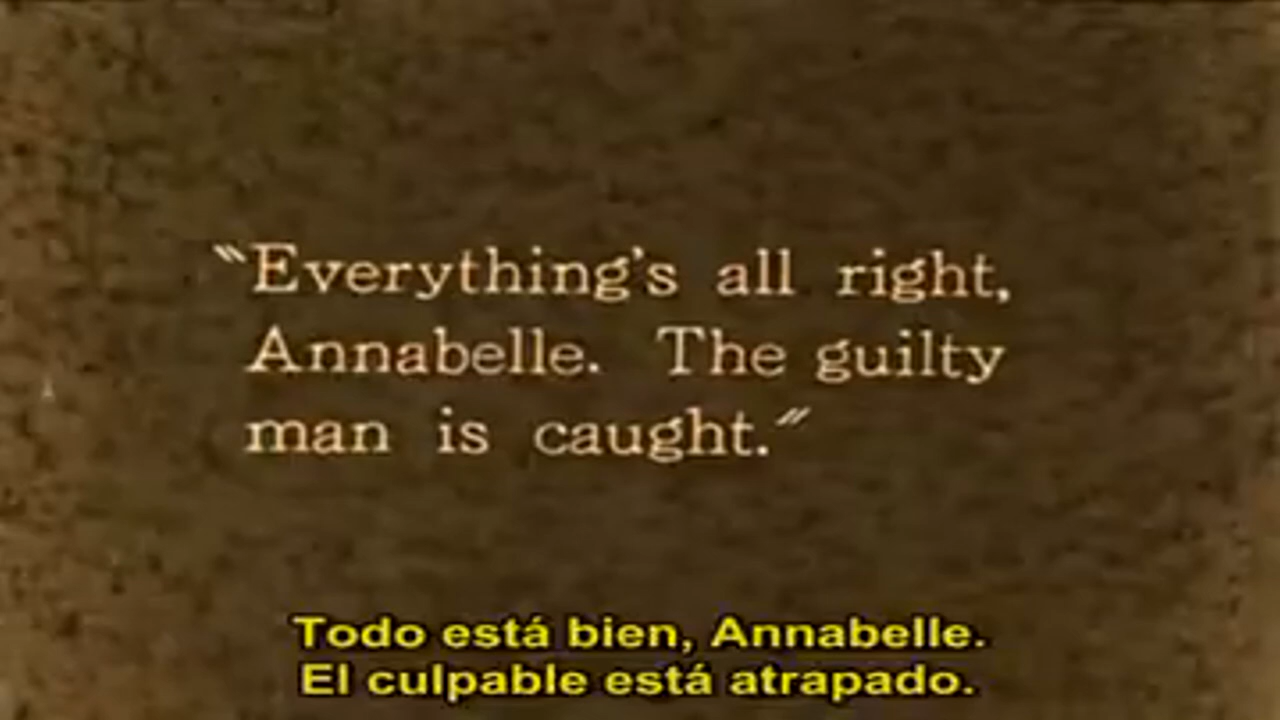 "Everything's all right,
Annabelle. The guilty
man is caught."
Todo está bien, Annabelle.
El culpable está atrapado.